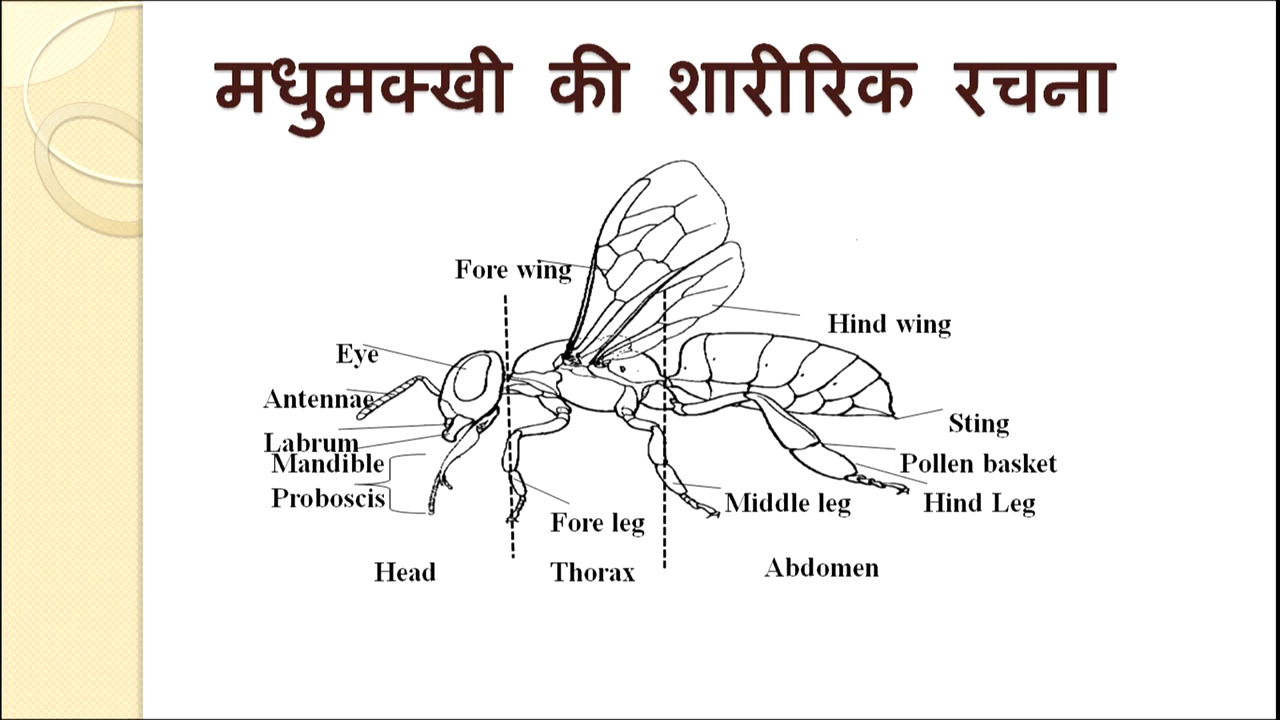 मधुमक्खी की शारीरिक रचना
Fore wing
Hind wing
Eye
Antennae
Labrum
Mandible
Proboscis
Sting
Pollen basket
Hind Leg
Middle leg
Fore leg
Head
Thorax
Abdomen